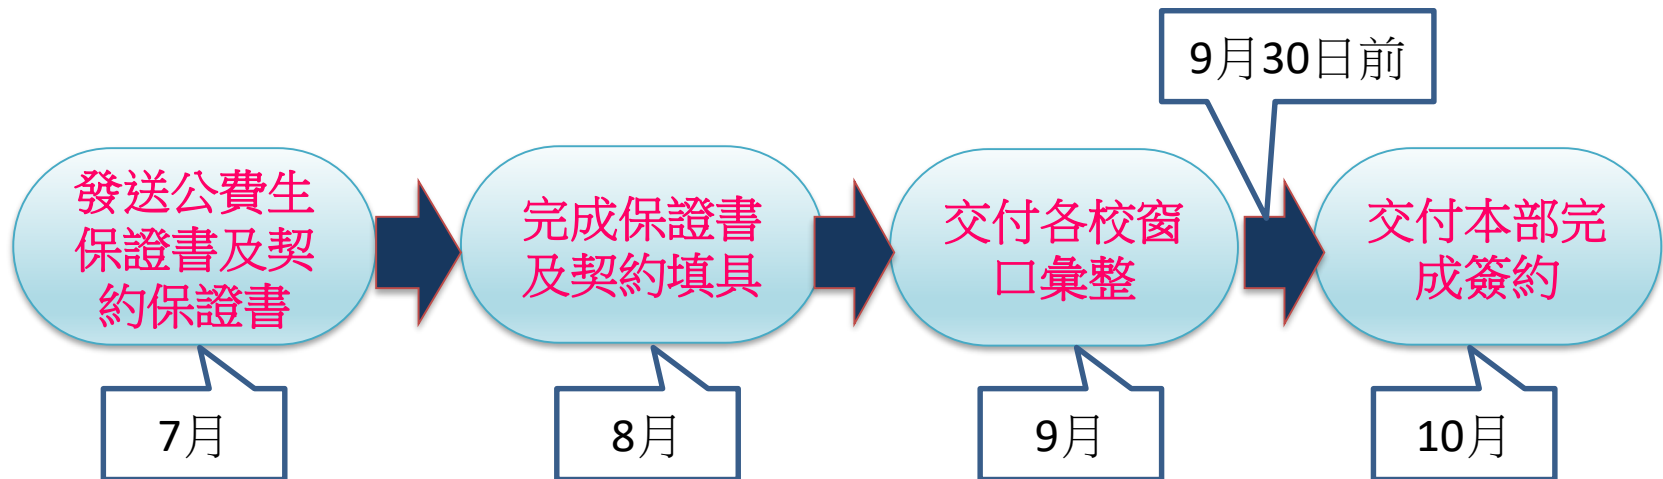 9月30日前
發送公費生
保證書及契
約保證書
完成保證書
及契約填具
交付各校窗
口彙整
交付本部完
成簽約
7月
8月
9月
10月